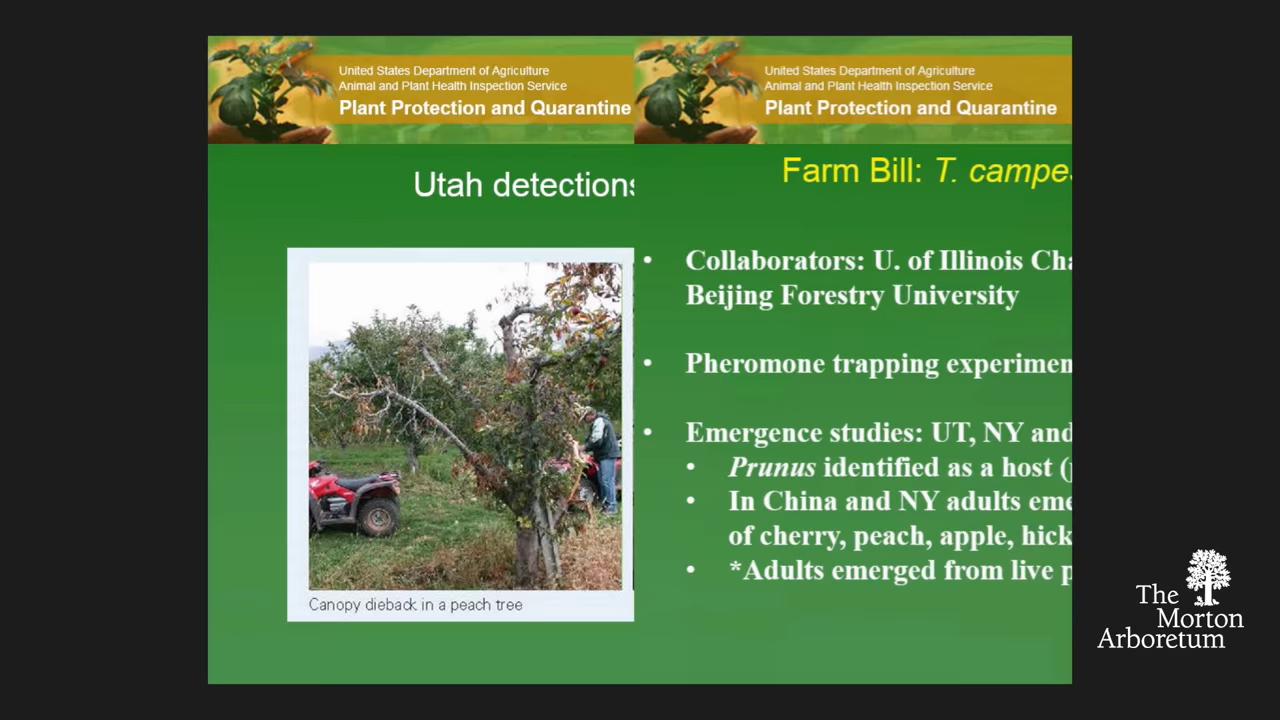 United States Department of Agriculture
Animal and Plant Health Inspection Service
Plant Protection and Quarantine
Utah detections
Canopy dieback in a peach tree
United States Department of Agriculture
Animal and Plant Health Inspection Service
Plant Protection and Quarantine
Farm Bill: T. campes
• Collaborators: U. of Illinois Cha
Beijing Forestry University
• Pheromone trapping experimen
• Emergence studies: UT, NY and
• Prunus identified as a host (p
• In China and NY adults eme
of cherry, peach, apple, hick
• *Adults emerged from live p
The
Morton
Arboretum